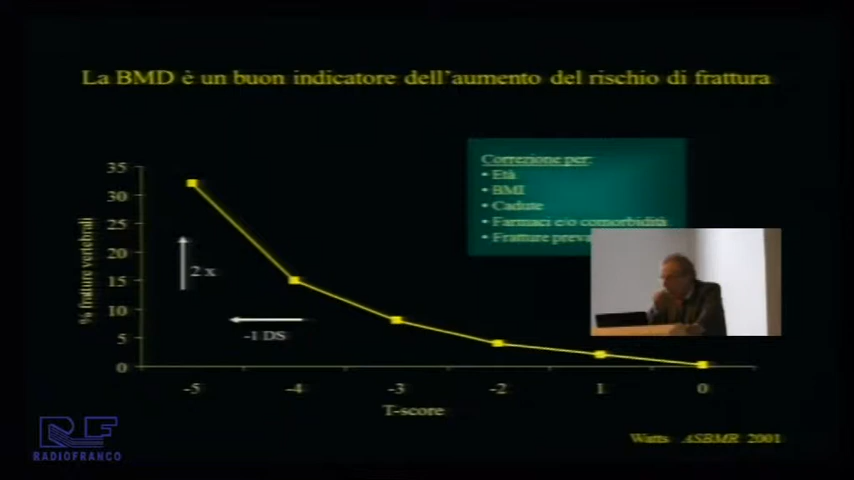 La BMD è un buon indicatore dell'aumento del rischio di frattura
Correzione per:
• Età
• BMI
• Cadute
• Farmaci e/o comorbidità
• Fratture preva
% fratture vertebrali
35
30
25
20
15
10
5
0
2 x
-1 DS
-5
-4
-3
-2
1
0
T-score
Watts ASBMR 2001
RF
RADIOFRANCO